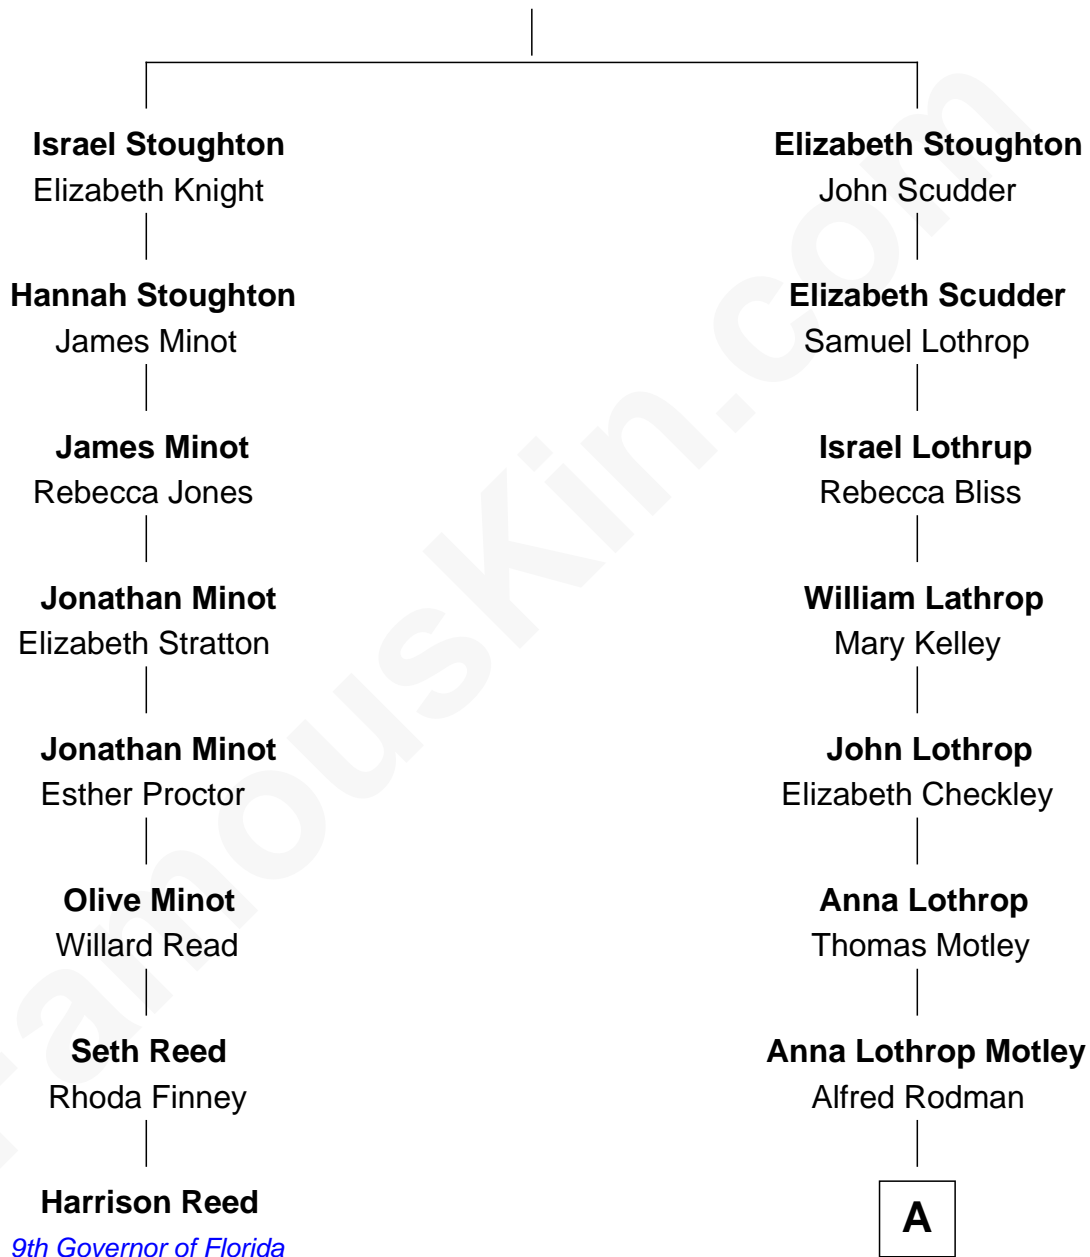 Israel Stoughton
Elizabeth Knight
Hannah Stoughton
James Minot
James Minot
Rebecca Jones
Jonathan Minot
Elizabeth Stratton
Jonathan Minot
Esther Proctor
Olive Minot
Willard Read
Seth Reed
Rhoda Finney
Harrison Reed
9th Governor of Florida
Elizabeth Stoughton
John Scudder
Elizabeth Scudder
Samuel Lothrop
Israel Lothrup
Rebecca Bliss
William Lathrop
Mary Kelley
John Lothrop
Elizabeth Checkley
Anna Lothrop
Thomas Motley
Anna Lothrop Motley
Alfred Rodman
A
FamousKin.com